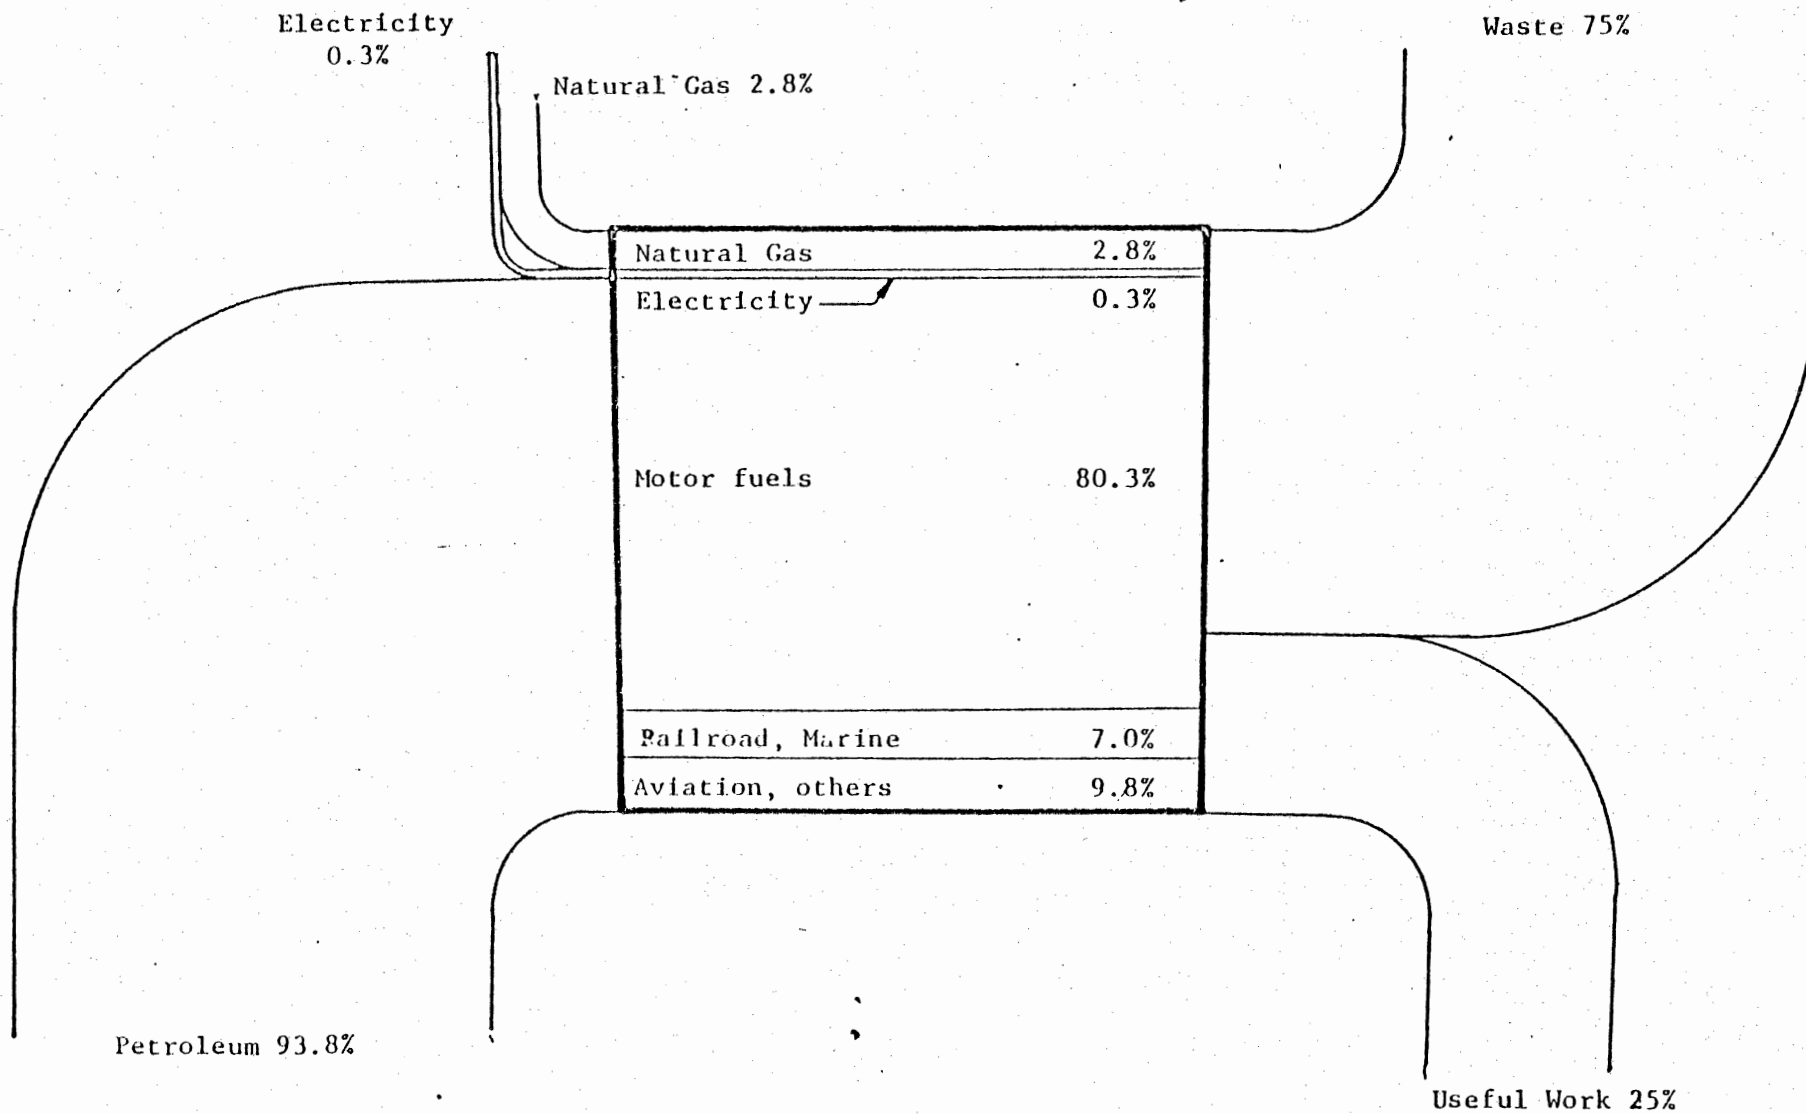 Electricity
0.3%
Natural Gas 2.8%
Waste 75%
Natural Gas 2.8%
Electricity 0.3%
Motor fuels 80.3%
Railroad, Marine 7.0%
Aviation, others 9.8%
Petroleum 93.8%
Useful Work 25%